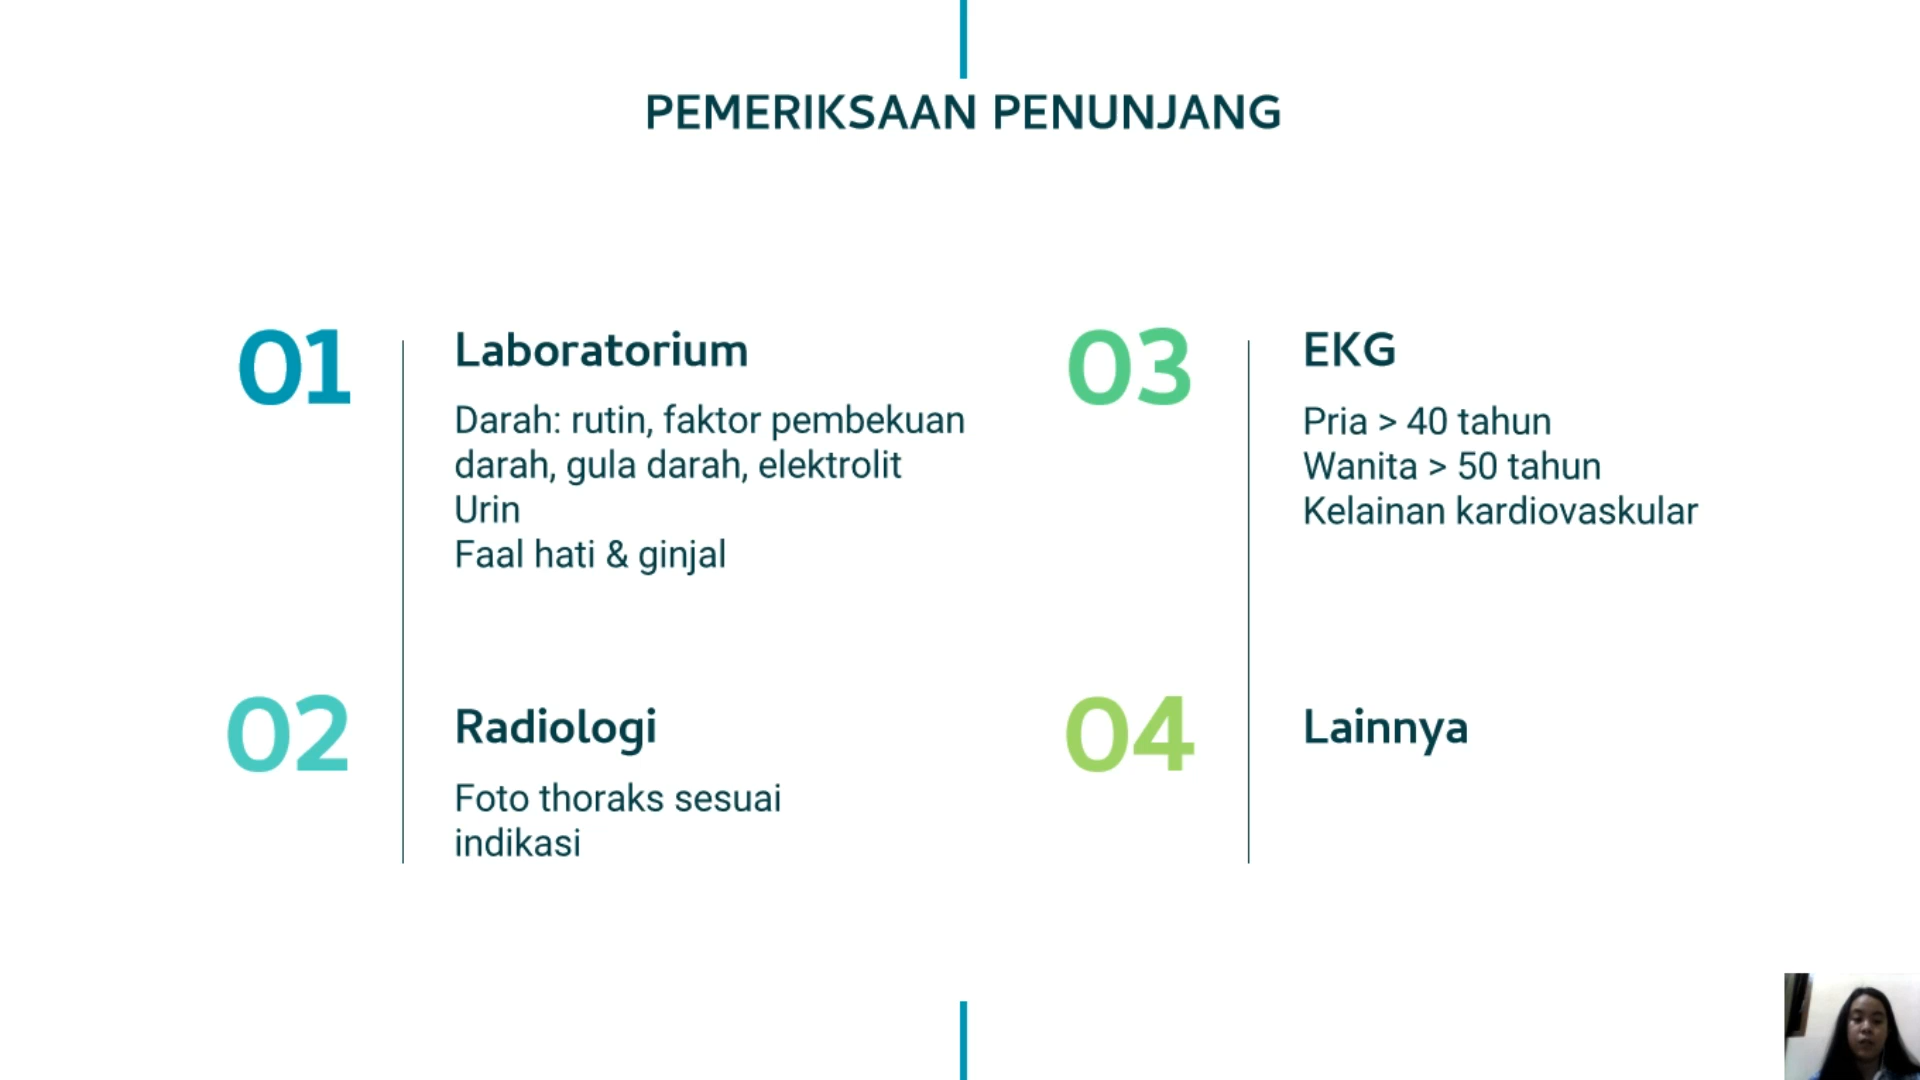 PEMERIKSAAN PENUNJANG
01
Laboratorium
Darah: rutin, faktor pembekuan
darah, gula darah, elektrolit
Urin
Faal hati & ginjal
02
Radiologi
Foto thoraks sesuai
indikasi
03
EKG
Pria > 40 tahun
Wanita > 50 tahun
Kelainan kardiovaskular
04
Lainnya